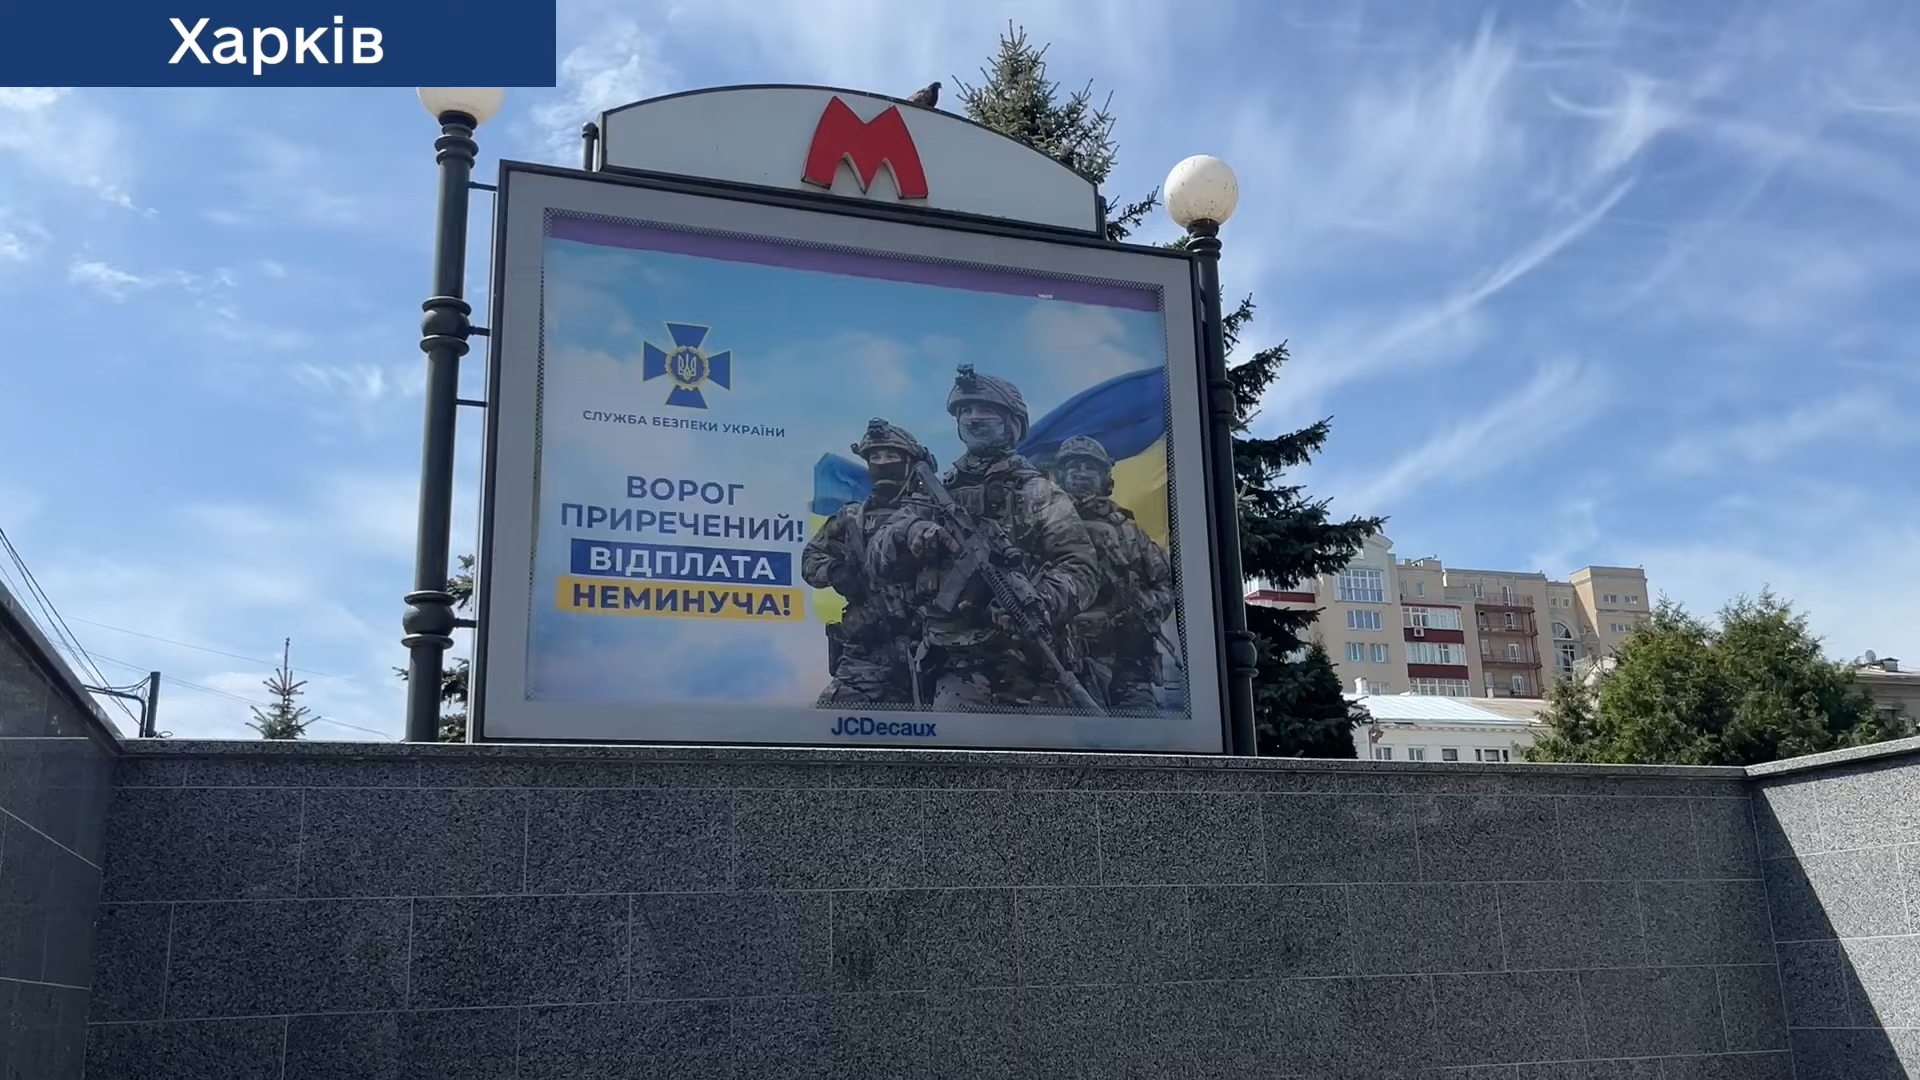 Харків
М
СЛУЖБА БЕЗПЕКИ УКРАЇНИ
ВОРОГ
ПРИРЕЧЕНИЙ!
ВІДПЛАТА
НЕМИНУЧА!
JCDecaux